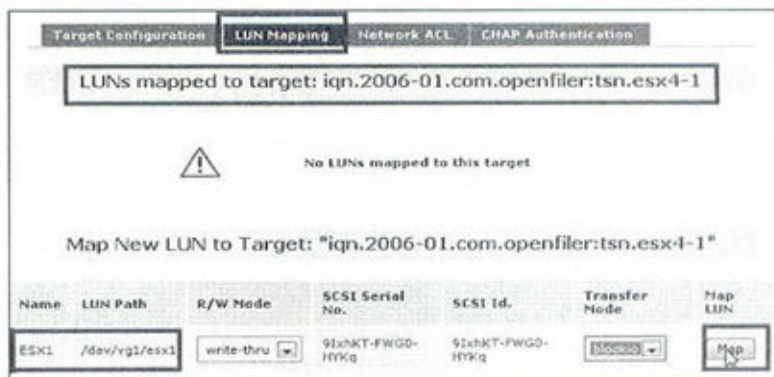 Target Configuration LUN Mapping Network ACL CHAP Authentication
LUNs mapped to target: iqn.2006-01.com.openfiler:tsn.esx4-1
No LUNs mapped to this target
Map New LUN to Target: "iqn.2006-01.com.openfiler:tsn.esx4-1"
Name LUN Path R/W Mode SCSI Serial No. SCSI Id. Transfer Mode Map LUN
ESX1 /dev/vg1/esx1 write-thru 9IxhKT-FWG0-HYKq 9IxhKT-FWG0-HYKq blockio Map